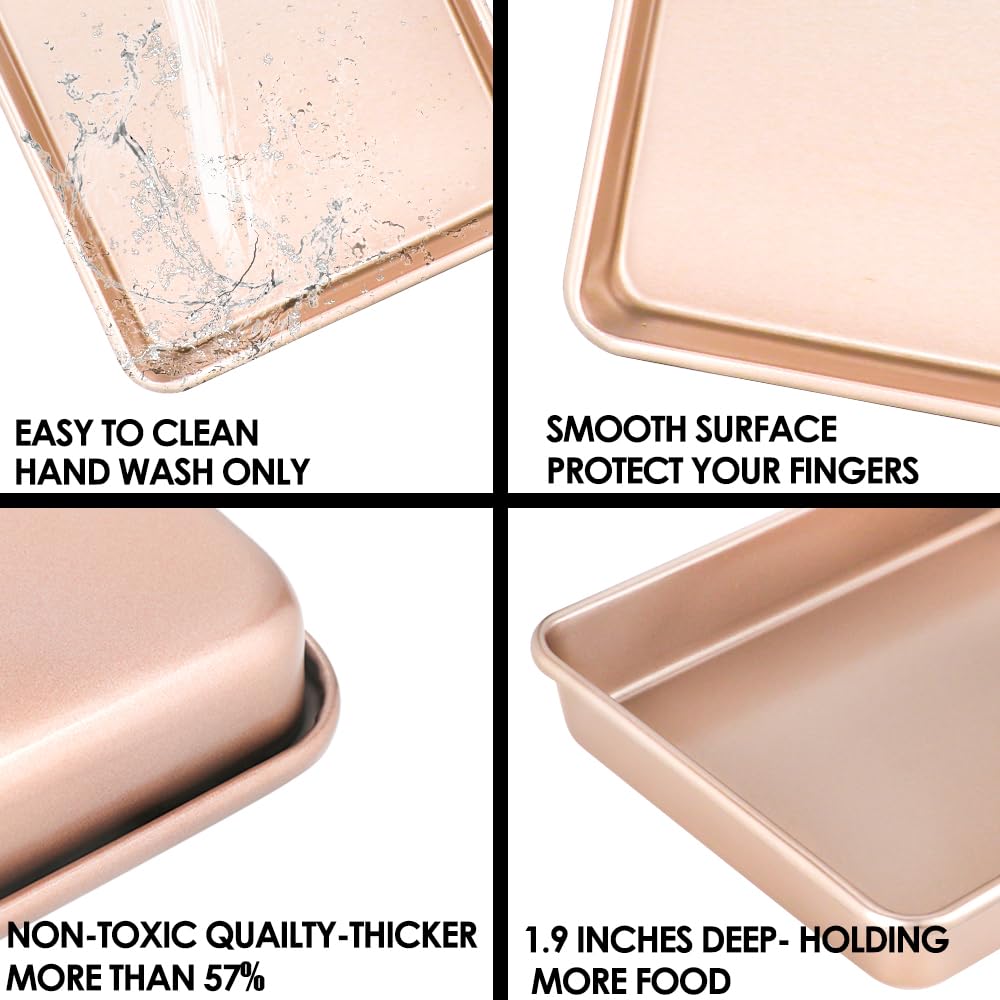 EASY TO CLEAN
HAND WASH ONLY
SMOOTH SURFACE
PROTECT YOUR FINGERS
NON-TOXIC QUAILTY-THICKER
MORE THAN 57%
1.9 INCHES DEEP- HOLDING
MORE FOOD